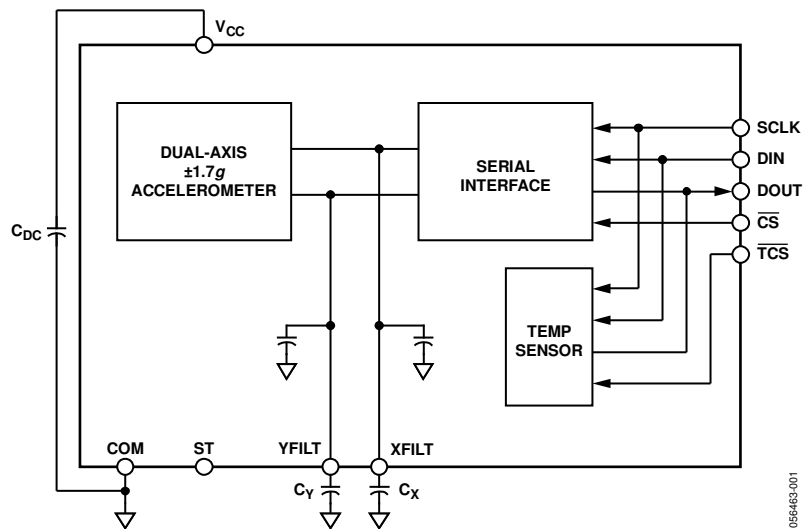 VCC
DUAL-AXIS
±1.7g
ACCELEROMETER
SERIAL
INTERFACE
SCLK
DIN
DOUT
CS
TCS
CDC
TEMP
SENSOR
COM
ST
YFILT
XFILT
CY
CX
056463-001